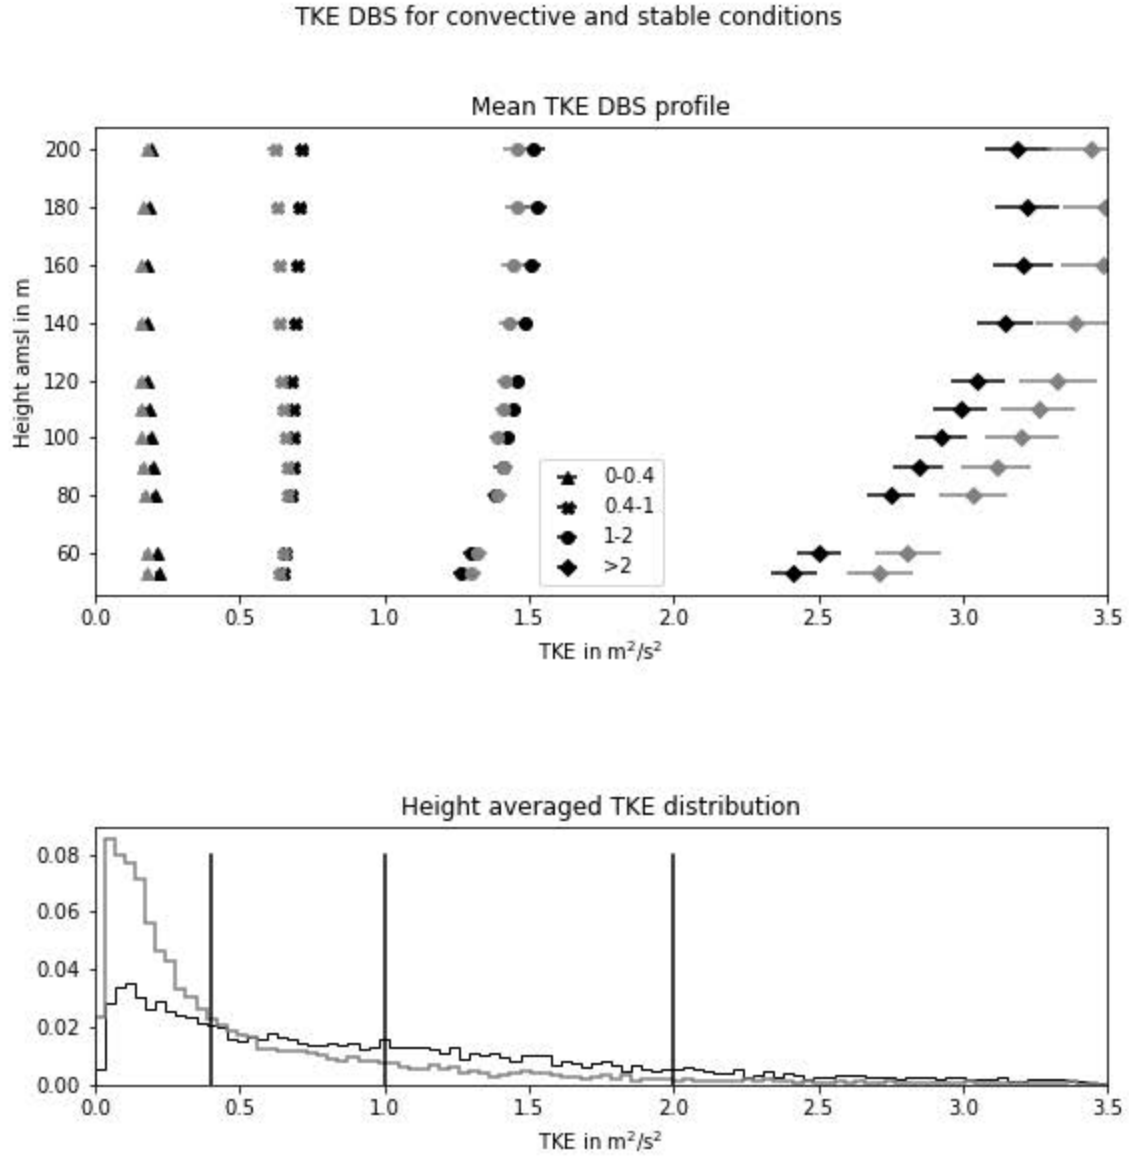 TKE DBS for convective and stable conditions
Mean TKE DBS profile
200
180
160
140
120
100
80
60
Height amsl in m
0-0.4
0.4-1
1-2
>2
0.0 0.5 1.0 1.5 2.0 2.5 3.0 3.5
TKE in m²/s²
Height averaged TKE distribution
0.08
0.06
0.04
0.02
0.00
0.0 0.5 1.0 1.5 2.0 2.5 3.0 3.5
TKE in m²/s²